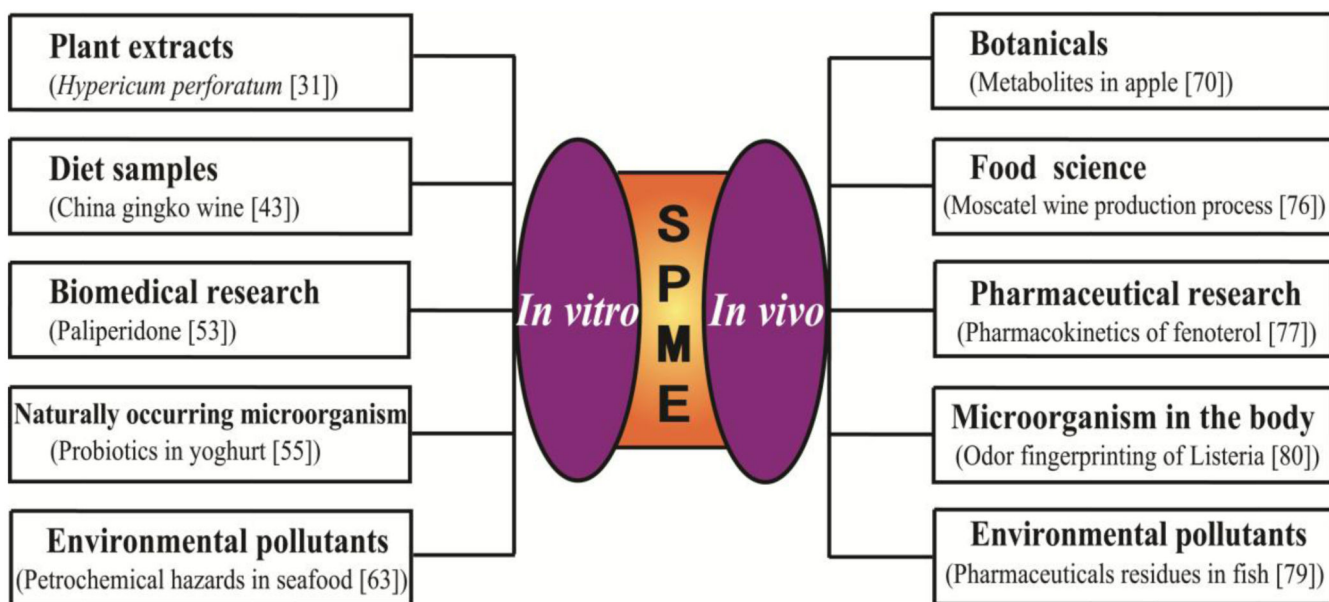 Plant extracts
(Hypericum perforatum [31])
Diet samples
(China gingko wine [43])
Biomedical research
(Paliperidone [53])
Naturally occurring microorganism
(Probiotics in yoghurt [55])
Environmental pollutants
(Petrochemical hazards in seafood [63])
In vitro
SPME
In vivo
Botanicals
(Metabolites in apple [70])
Food science
(Moscatel wine production process [76])
Pharmaceutical research
(Pharmacokinetics of fenoterol [77])
Microorganism in the body
(Odor fingerprinting of Listeria [80])
Environmental pollutants
(Pharmaceuticals residues in fish [79])